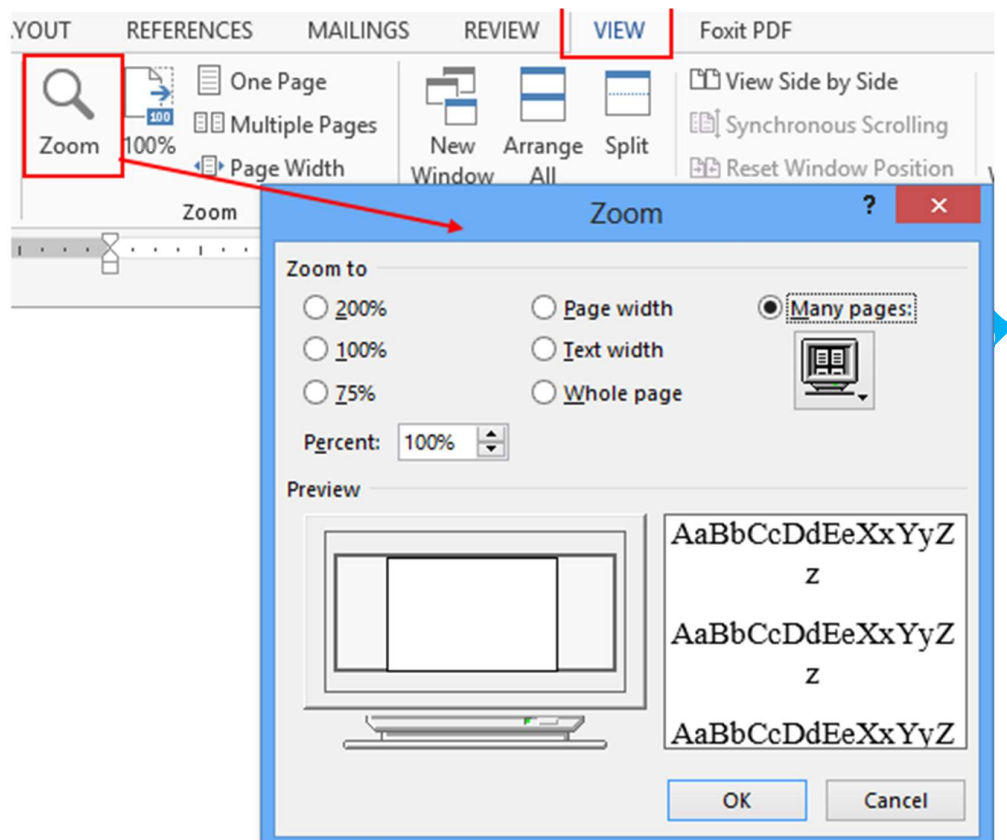 YOUT REFERENCES MAILINGS REVIEW VIEW Foxit PDF
One Page
Multiple Pages
Page Width
Zoom 100%
100
New Window
Arrange All
Split
View Side by Side
Synchronous Scrolling
Reset Window Position
Zoom
Zoom ? ×
Zoom to
200% Page width Many pages:
100% Text width
75% Whole page
Percent: 100%
Preview
AaBbCcDdEeXxYyZ
z
AaBbCcDdEeXxYyZ
z
AaBbCcDdEeXxYyZ
OK Cancel